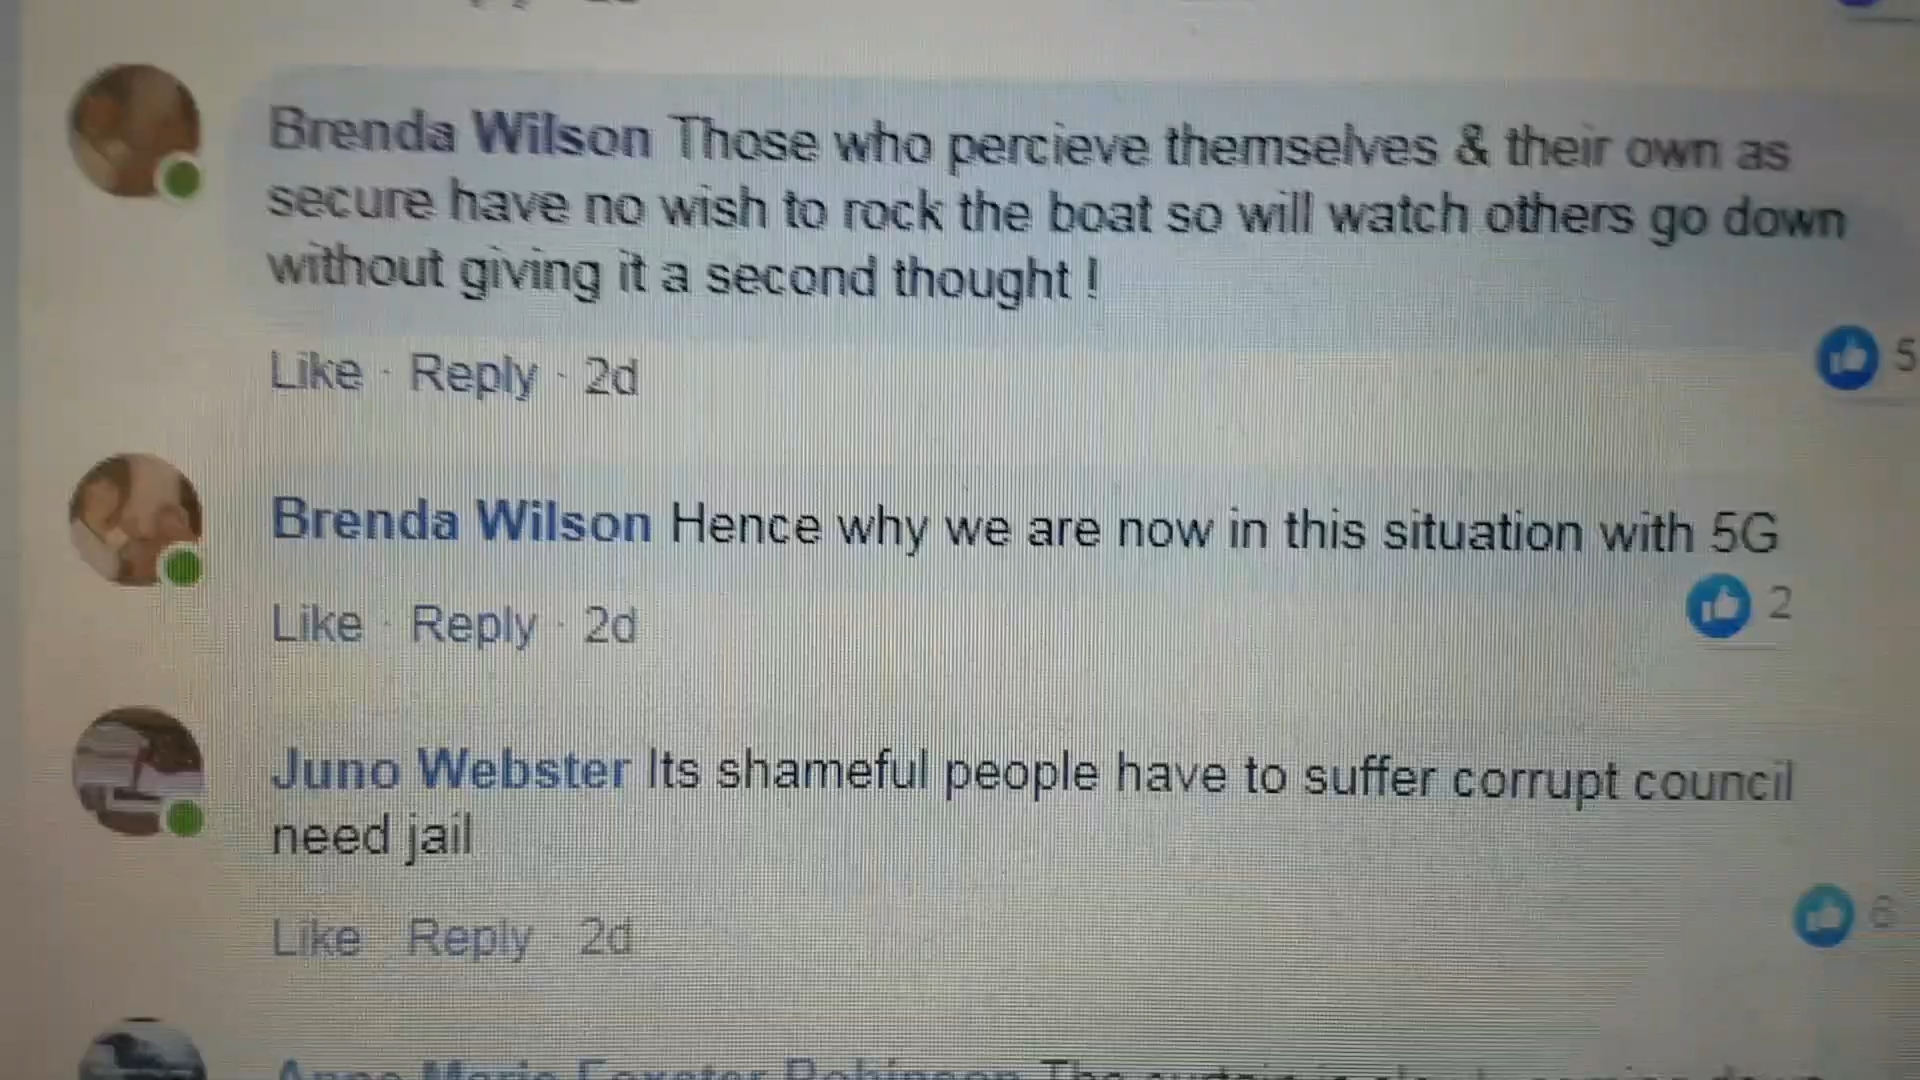 Brenda Wilson Those who percieve themselves & their own as
secure have no wish to rock the boat so will watch others go down
without giving it a second thought !
Like · Reply · 2d
5
Brenda Wilson Hence why we are now in this situation with 5G
Like · Reply · 2d
2
Juno Webster Its shameful people have to suffer corrupt council
need jail
Like · Reply · 2d
6